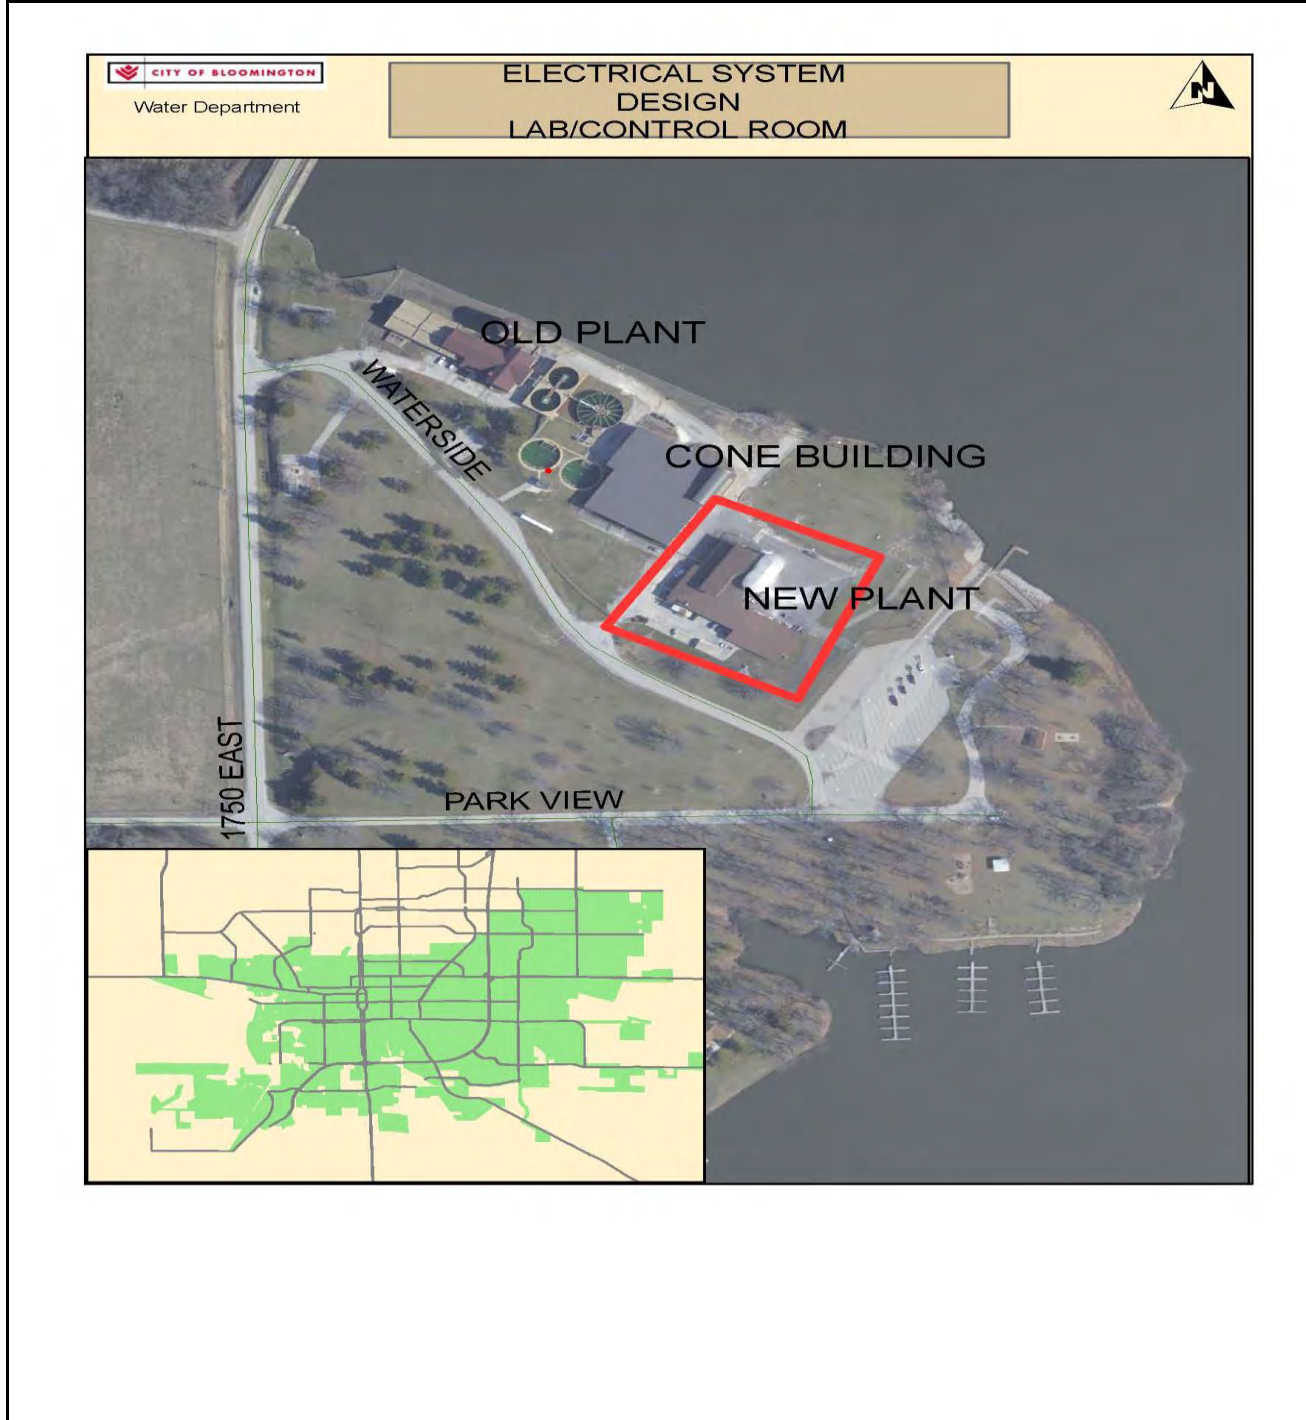 CITY OF BLOOMINGTON
Water Department
ELECTRICAL SYSTEM
DESIGN
LAB/CONTROL ROOM
N
OLD PLANT
WATERSIDE
CONE BUILDING
NEW PLANT
1750 EAST
PARK VIEW